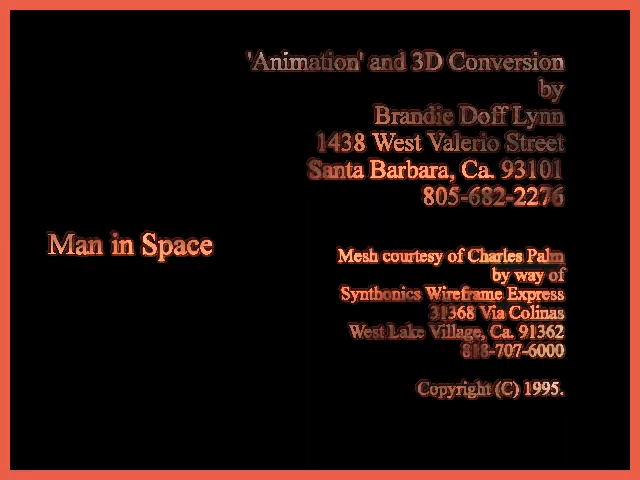 'Animation' and 3D Conversion
by
Brandie Doff Lynn
1438 West Valerio Street
Santa Barbara, Ca. 93101
805-682-2276
Man in Space
Mesh courtesy of Charles Palm
by way of
Synthonics Wireframe Express
31368 Via Colinas
West Lake Village, Ca. 91362
818-707-6000
Copyright (C) 1995.